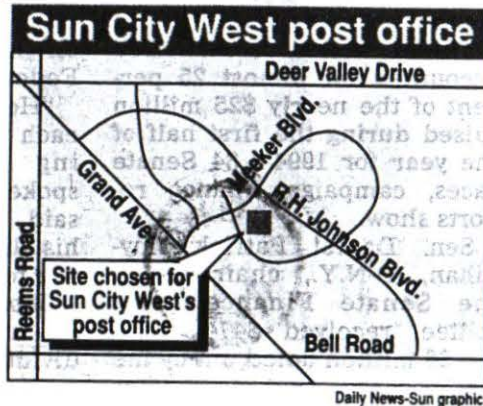 Sun City West post office
Deer Valley Drive
Meeker Blvd.
R.H. Johnson Blvd.
Grand Ave.
Reems Road
Site chosen for
Sun City West's
post office
Bell Road
Daily News-Sun graphic